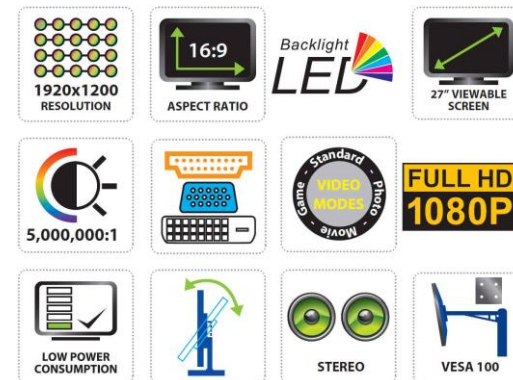 1920x1200
RESOLUTION
16:9
ASPECT RATIO
Backlight
LED
27" VIEWABLE
SCREEN
5,000,000:1
Standard - Photo - Movie - Game -
VIDEO
MODES
FULL HD
1080P
LOW POWER
CONSUMPTION
STEREO
VESA 100